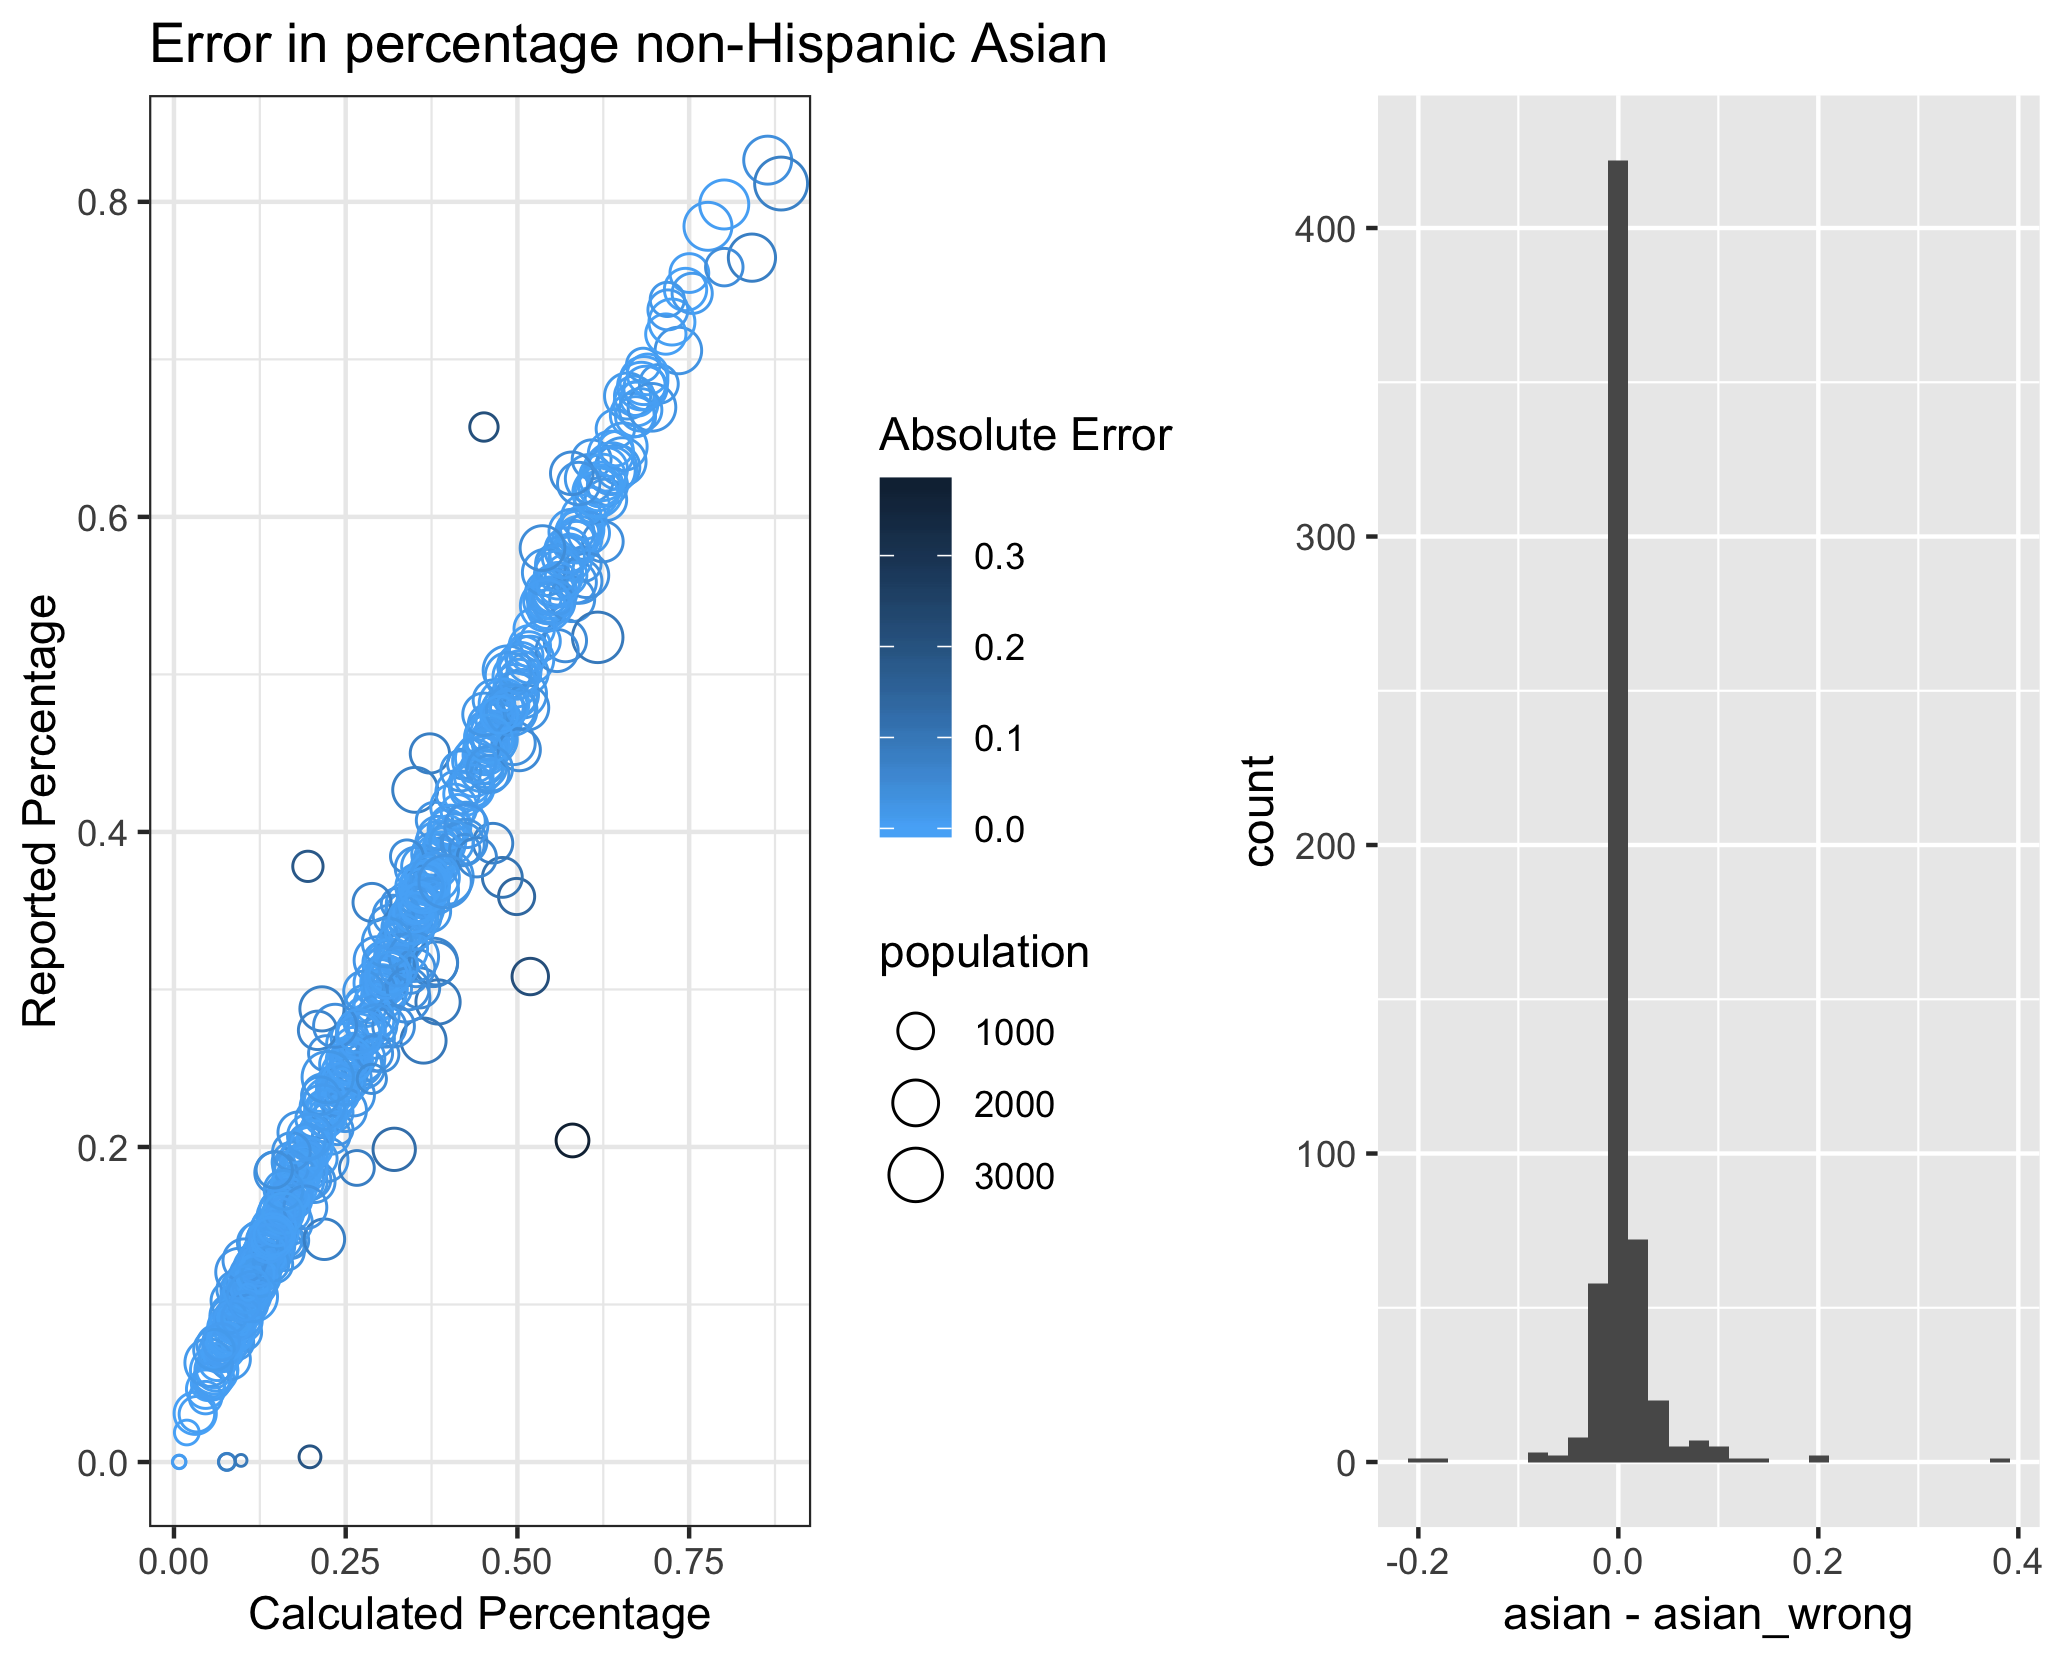 Error in percentage non-Hispanic Asian
Reported Percentage
0.8
0.6
0.4
0.2
0.0
0.00 0.25 0.50 0.75
Calculated Percentage
Absolute Error
0.3
0.2
0.1
0.0
population
1000
2000
3000
count
400
300
200
100
0
-0.2 0.0 0.2 0.4
asian - asian_wrong